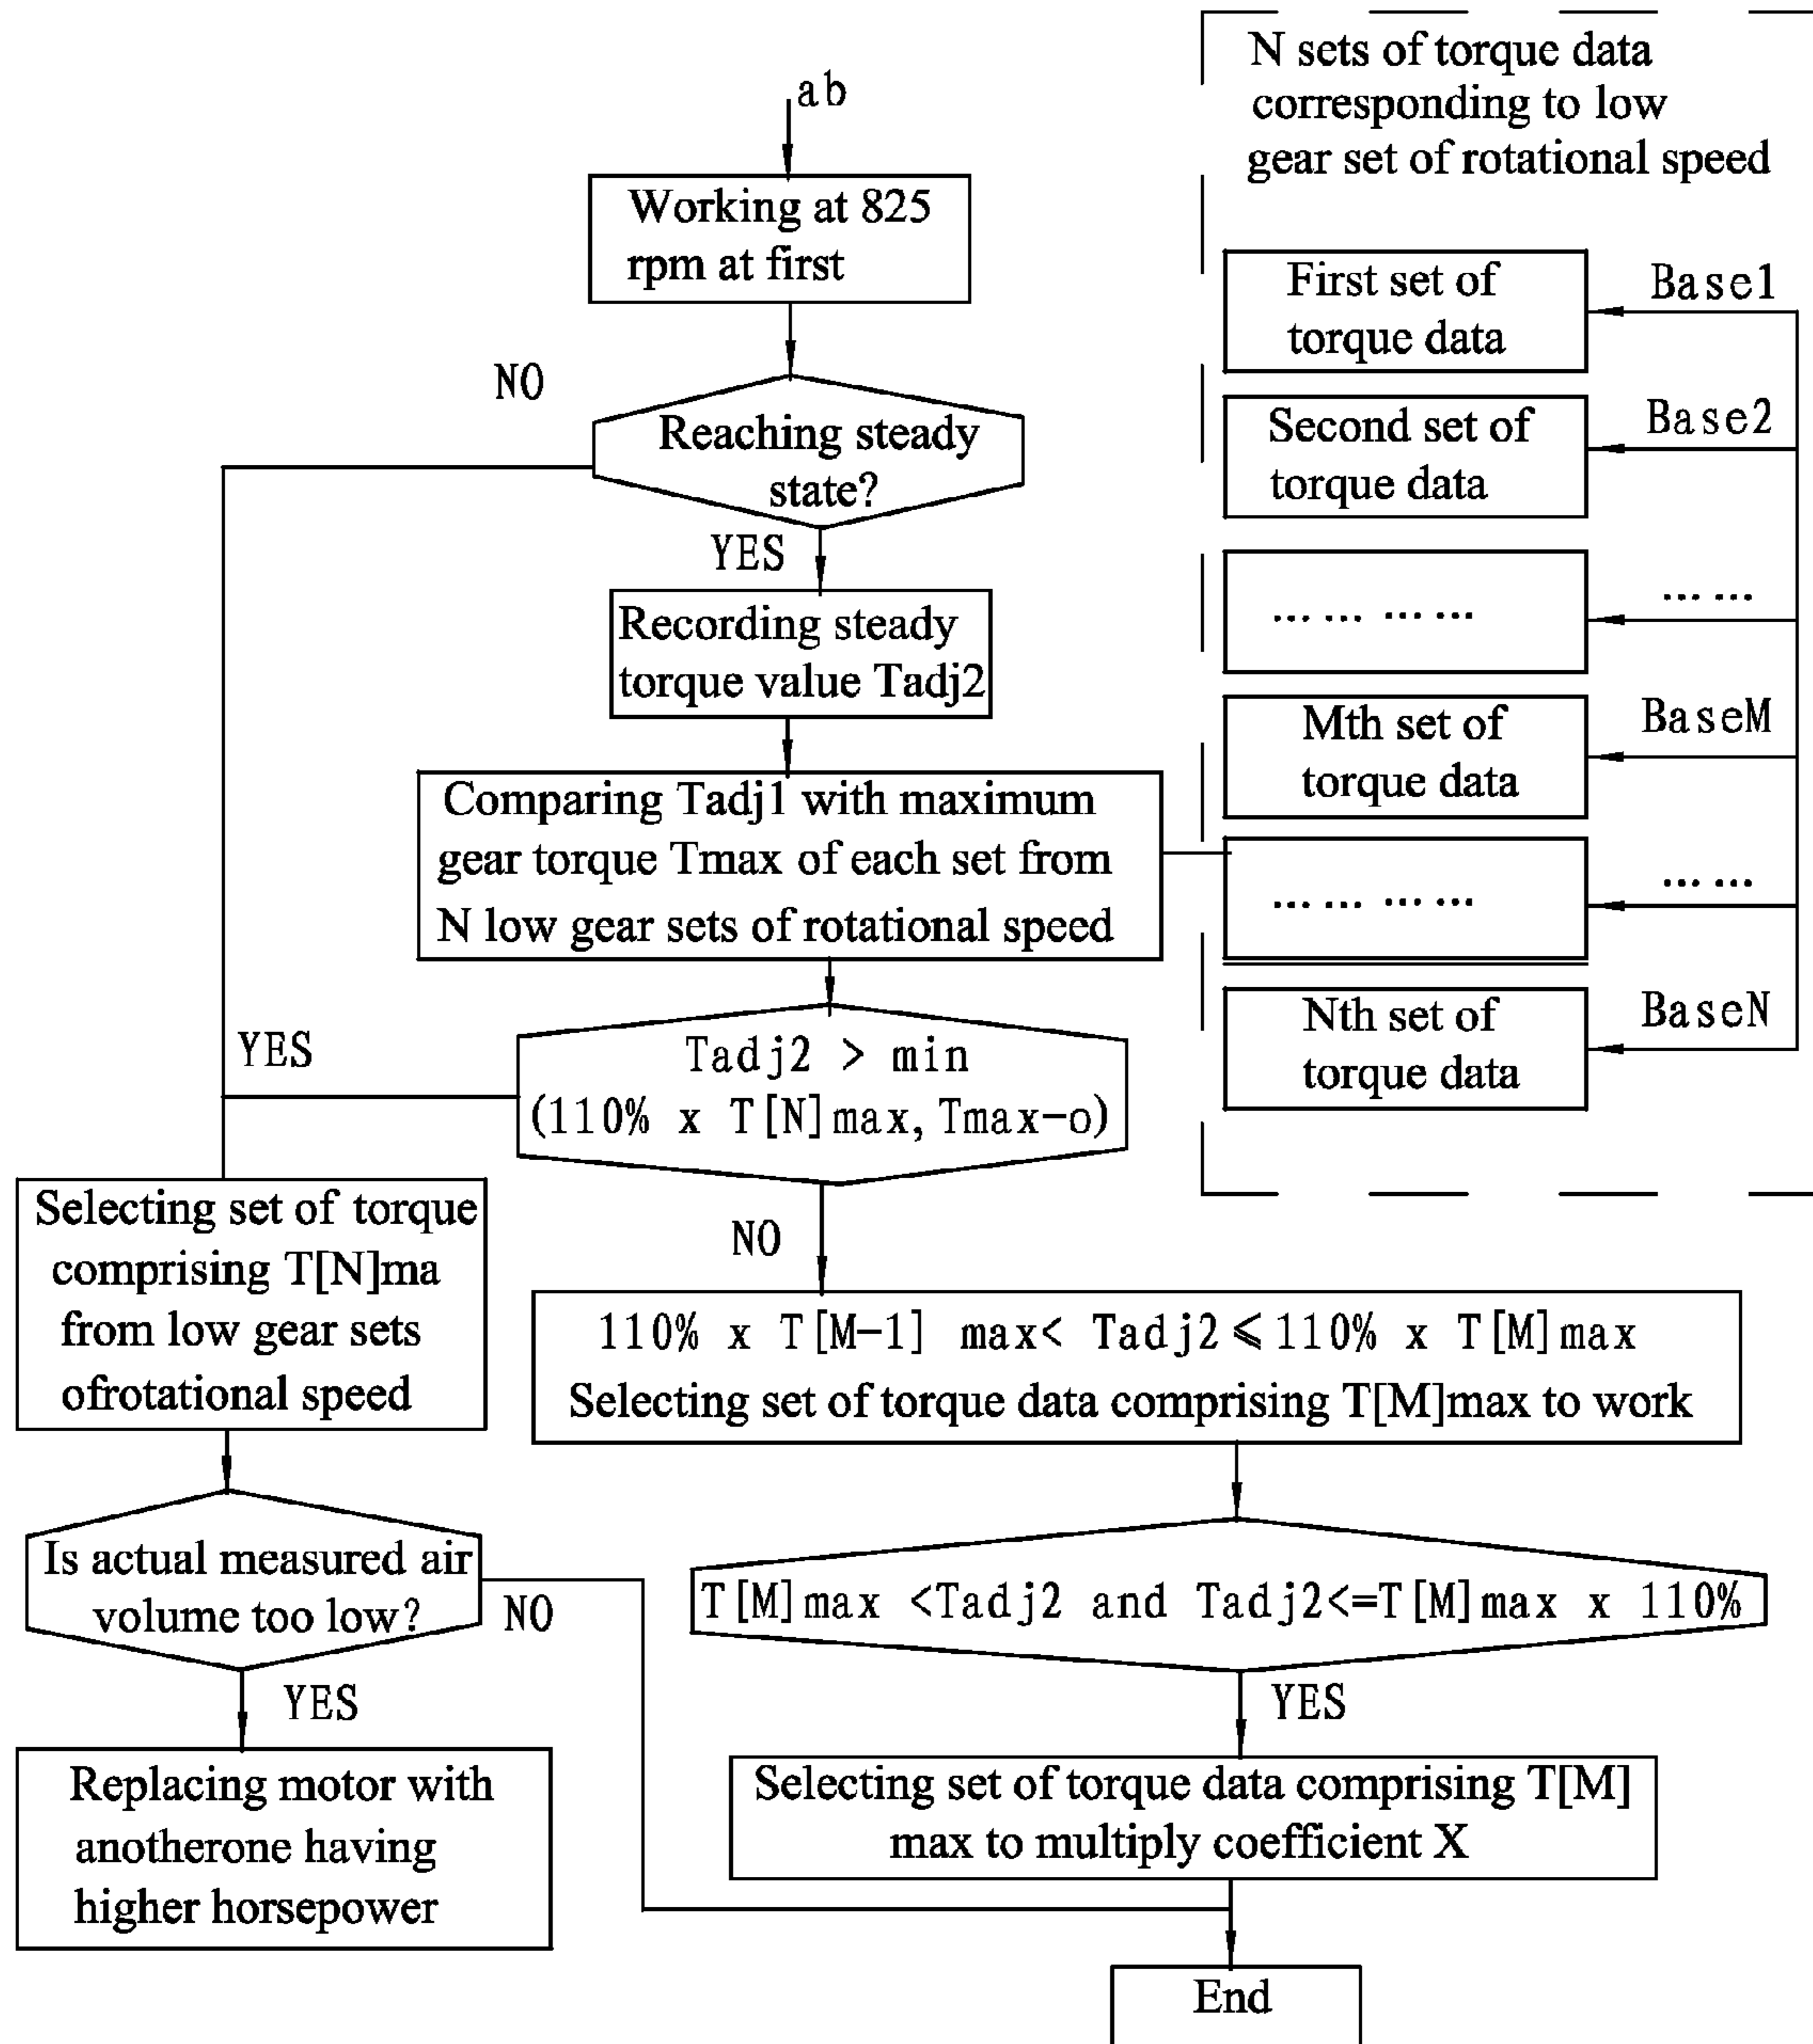 ab
Working at 825
rpm at first
NO
Reaching steady
state?
YES
Recording steady
torque value Tadj2
Comparing Tadj1 with maximum
gear torque Tmax of each set from
N low gear sets of rotational speed
YES
Tadj2 > min
(110% x T[N]max, Tmax-o)
NO
110% x T[M-1] max< Tadj2⩽110% x T[M]max
Selecting set of torque data comprising T[M]max to work
T[M]max <Tadj2 and Tadj2<=T[M]max x 110%
YES
Selecting set of torque data comprising T[M]
max to multiply coefficient X
End
Selecting set of torque
comprising T[N]ma
from low gear sets
ofrotational speed
Is actual measured air
volume too low?
NO
YES
Replacing motor with
anotherone having
higher horsepower
N sets of torque data
corresponding to low
gear set of rotational speed
First set of
torque data
Base1
Second set of
torque data
Base2
... ... ... ...
... ...
Mth set of
torque data
BaseM
... ... ... ...
... ...
Nth set of
torque data
BaseN